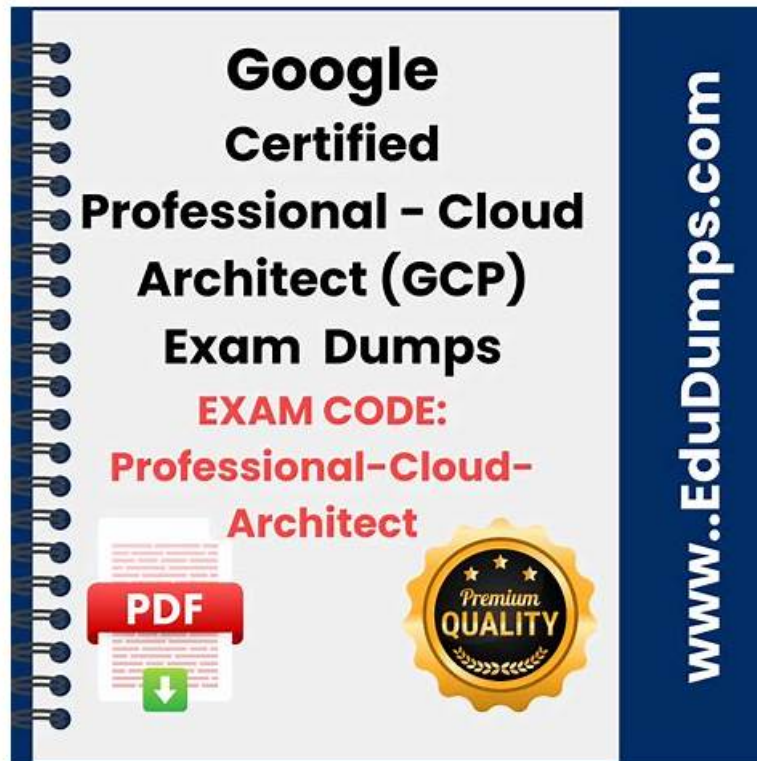 Google
Certified
Professional - Cloud
Architect (GCP)
Exam Dumps
EXAM CODE:
Professional-Cloud-
Architect
PDF
Premium
QUALITY
www..EduDumps.com